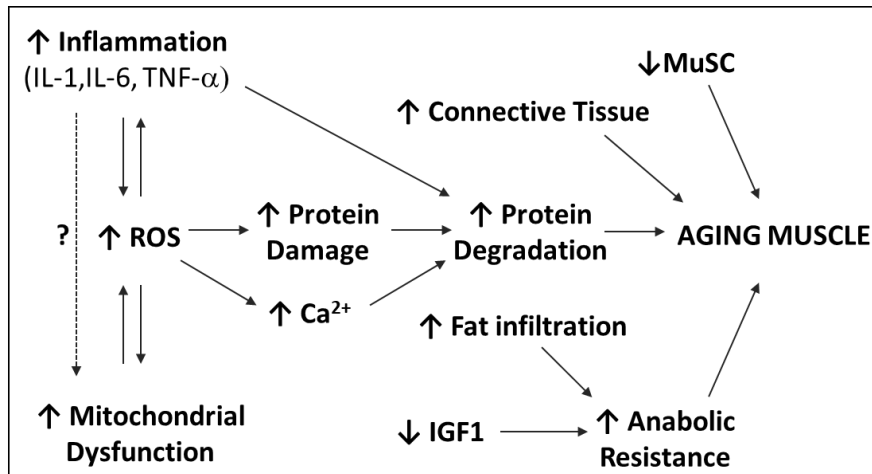 ↑ Inflammation
(IL-1,IL-6, TNF-α)
↓MuSC
↑ Connective Tissue
?
↑ ROS
↑ Protein
Damage
↑ Protein
Degradation
AGING MUSCLE
↑ Ca²⁺
↑ Fat infiltration
↑ Mitochondrial
Dysfunction
↓ IGF1
↑ Anabolic
Resistance